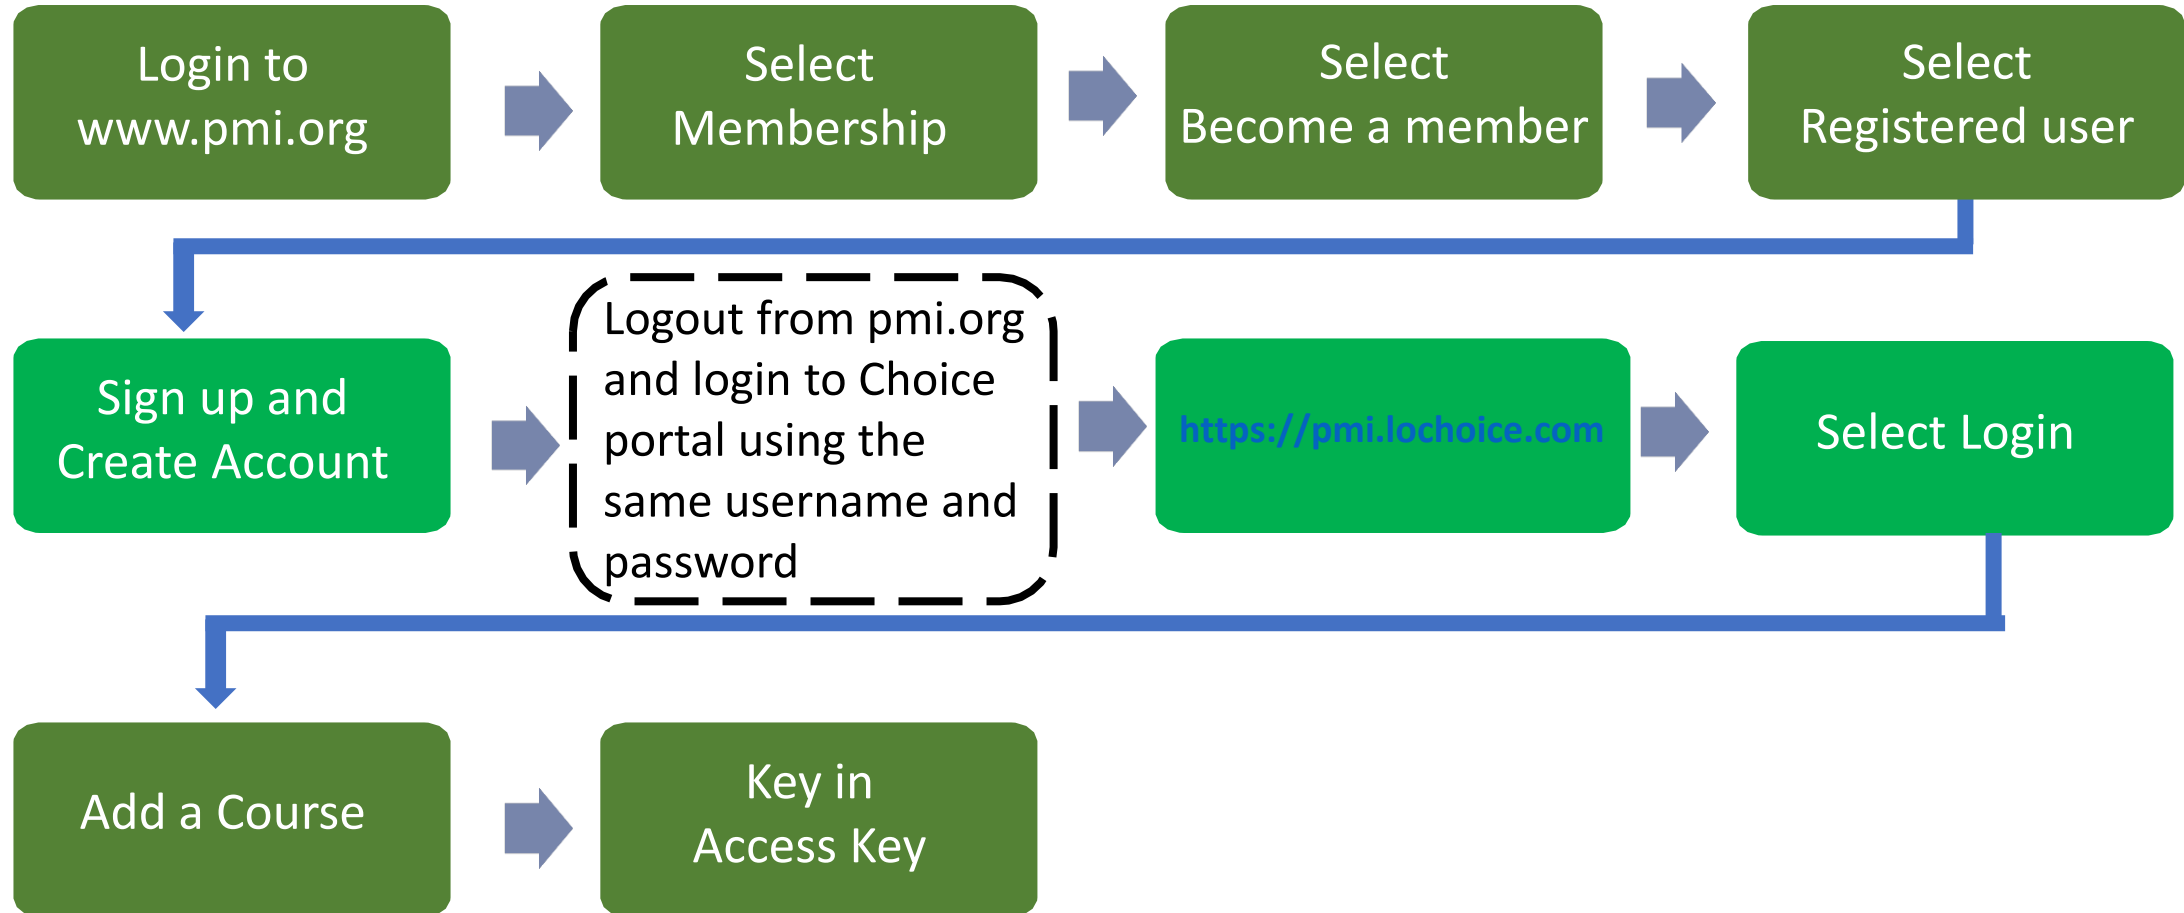 Login to
www.pmi.org
Select
Membership
Select
Become a member
Select
Registered user
Sign up and
Create Account
Logout from pmi.org
and login to Choice
portal using the
same username and
password
https://pmi.lochoice.com
Select Login
Add a Course
Key in
Access Key